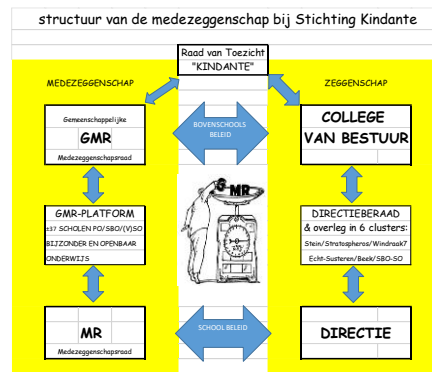 structuur van de medezeggenschap bij Stichting Kindante
Raad van Toezicht
"KINDANTE"
MEDEZEGGENSCHAP
ZEGGENSCHAP
Gemeenschappelijke
GMR
Medezeggenschapsraad
BOVENSCHOOLS
BELEID
COLLEGE
VAN BESTUUR
GMR-PLATFORM
±37 SCHOLEN PO/SBO/(V)SO
BIJZONDER EN OPENBAAR
ONDERWIJS
GMR
DIRECTIEBERAAD
& overleg in 6 clusters:
Stein/Stratospheros/Windraak7
Echt-Susteren/Beek/SBO-SO
MR
Medezeggenschapsraad
SCHOOL BELEID
DIRECTIE